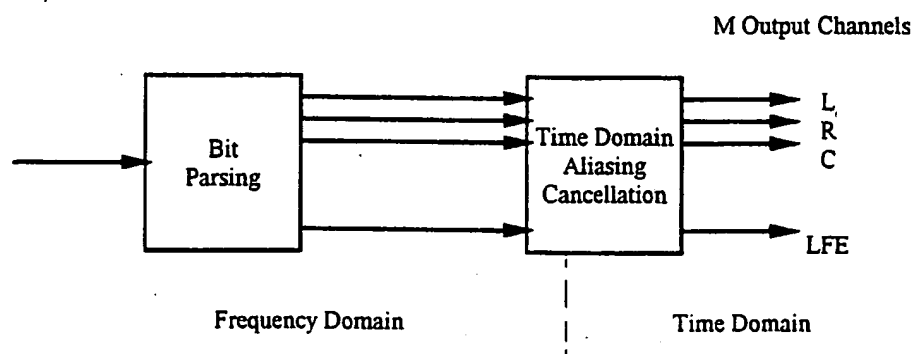 M Output Channels
Bit
Parsing
Time Domain
Aliasing
Cancellation
L
R
C
LFE
Frequency Domain
Time Domain